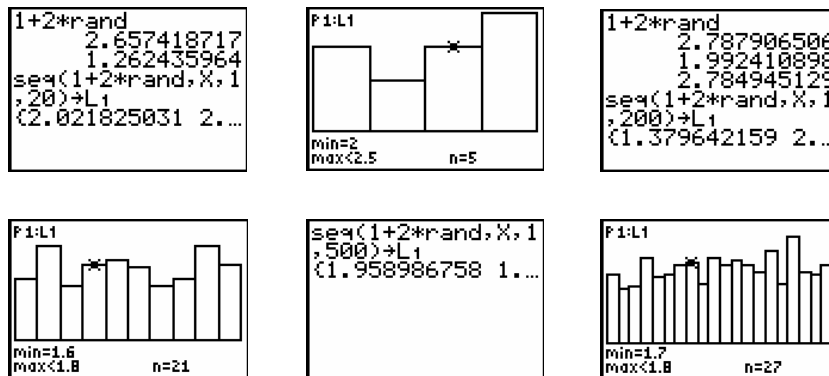 1+2*rand
2.657418717
1.262435964
seq(1+2*rand,X,1
,20)→L₁
{2.021825031 2.…
P1:L1
min=2
max<2.5 n=5
1+2*rand
2.787906506
1.992410898
2.784945129
seq(1+2*rand,X,1
,200)→L₁
{1.379642159 2.…
P1:L1
min=1.6
max<1.8 n=21
seq(1+2*rand,X,1
,500)→L₁
{1.958986758 1.…
P1:L1
min=1.7
max<1.8 n=27